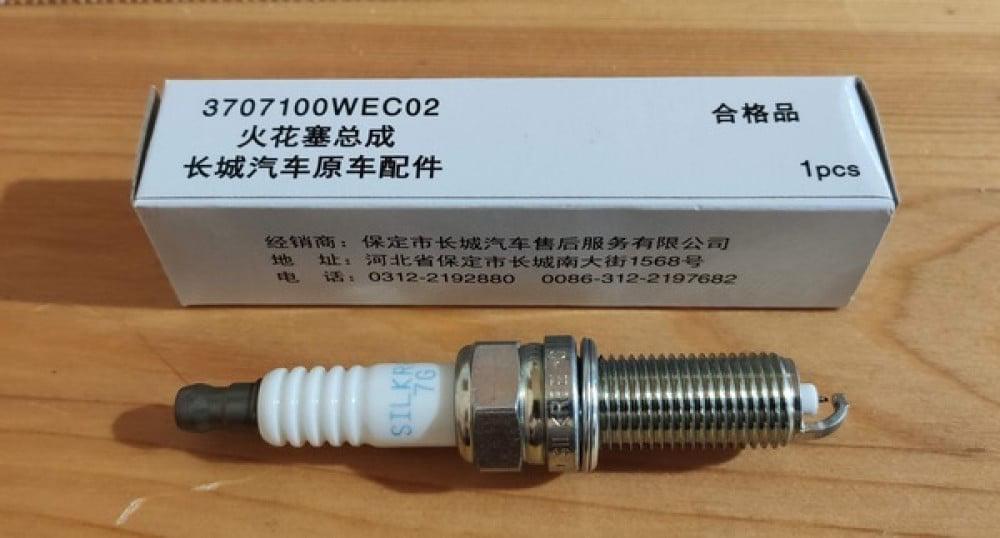 3707100WEC02
火花塞总成
长城汽车原车配件
合格品
1pcs
经销商：保定市长城汽车售后服务有限公司
地　址：河北省保定市长城南大街1568号
电　话：0312-2192880　0086-312-2197682
SILKR
7G
SILKR